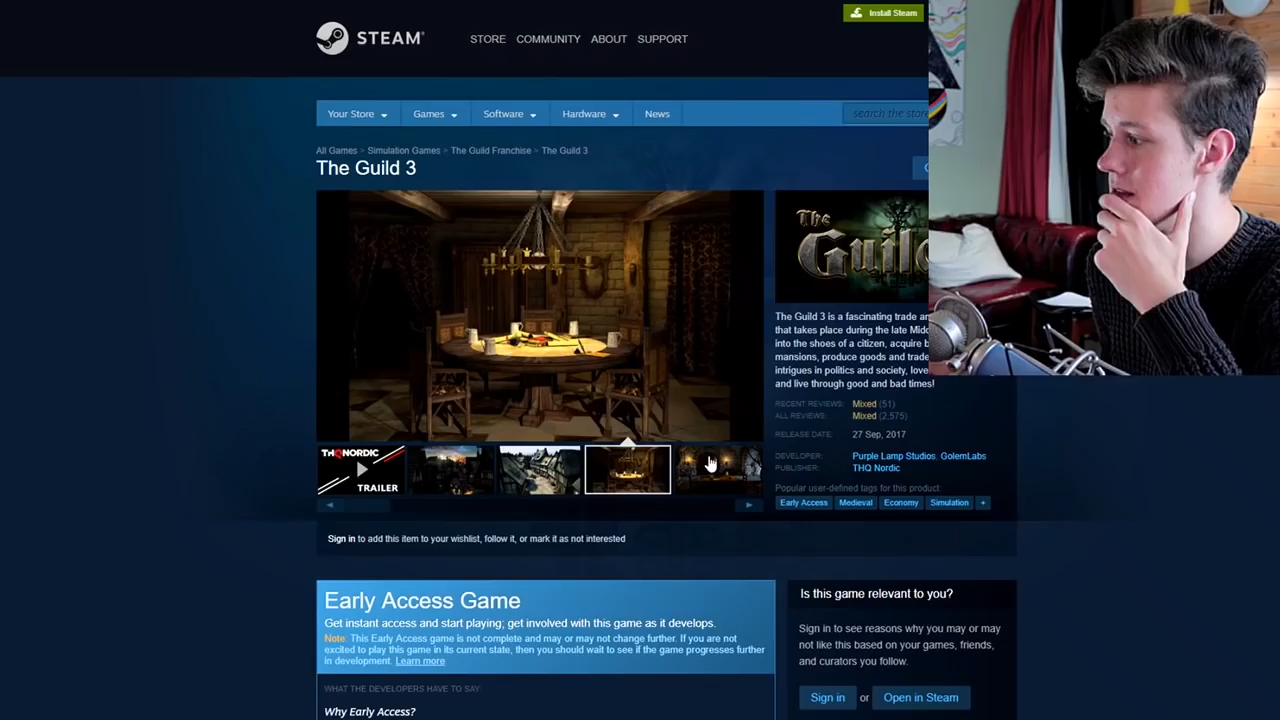 Install Steam
STEAM®
STORE COMMUNITY ABOUT SUPPORT
Your Store Games Software Hardware News search the store
All Games > Simulation Games > The Guild Franchise > The Guild 3
The Guild 3
The
Guild
The Guild 3 is a fascinating trade
that takes place during the late
into the shoes of a citizen, acquire
mansions, produce goods and trade
intrigues in politics and society, love
and live through good and bad times!
RECENT REVIEWS: Mixed (51)
ALL REVIEWS: Mixed (2,575)
RELEASE DATE: 27 Sep, 2017
DEVELOPER: Purple Lamp Studios, GolemLabs
PUBLISHER: THQ Nordic
Popular user-defined tags for this product:
Early Access Medieval Economy Simulation +
THQNORDIC
TRAILER
Sign in to add this item to your wishlist, follow it, or mark it as not interested
Early Access Game
Get instant access and start playing; get involved with this game as it develops.
Note: This Early Access game is not complete and may or may not change further. If you are not
excited to play this game in its current state, then you should wait to see if the game progresses further
in development. Learn more
WHAT THE DEVELOPERS HAVE TO SAY:
Why Early Access?
Is this game relevant to you?
Sign in to see reasons why you may or may
not like this based on your games, friends,
and curators you follow.
Sign in or Open in Steam